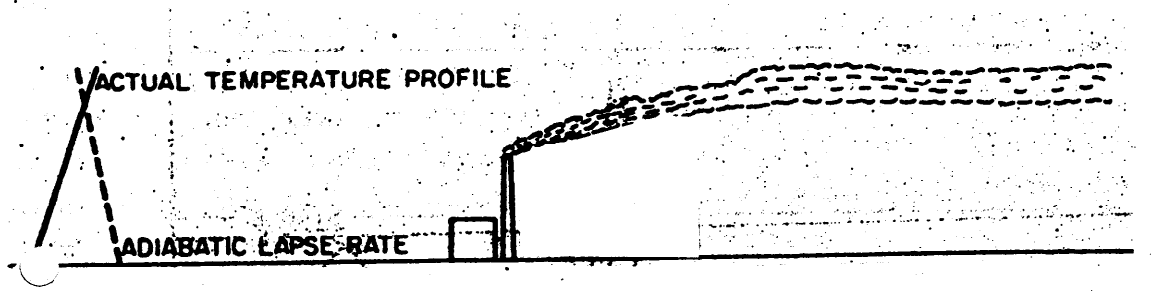 ACTUAL TEMPERATURE PROFILE
ADIABATIC LAPSE RATE